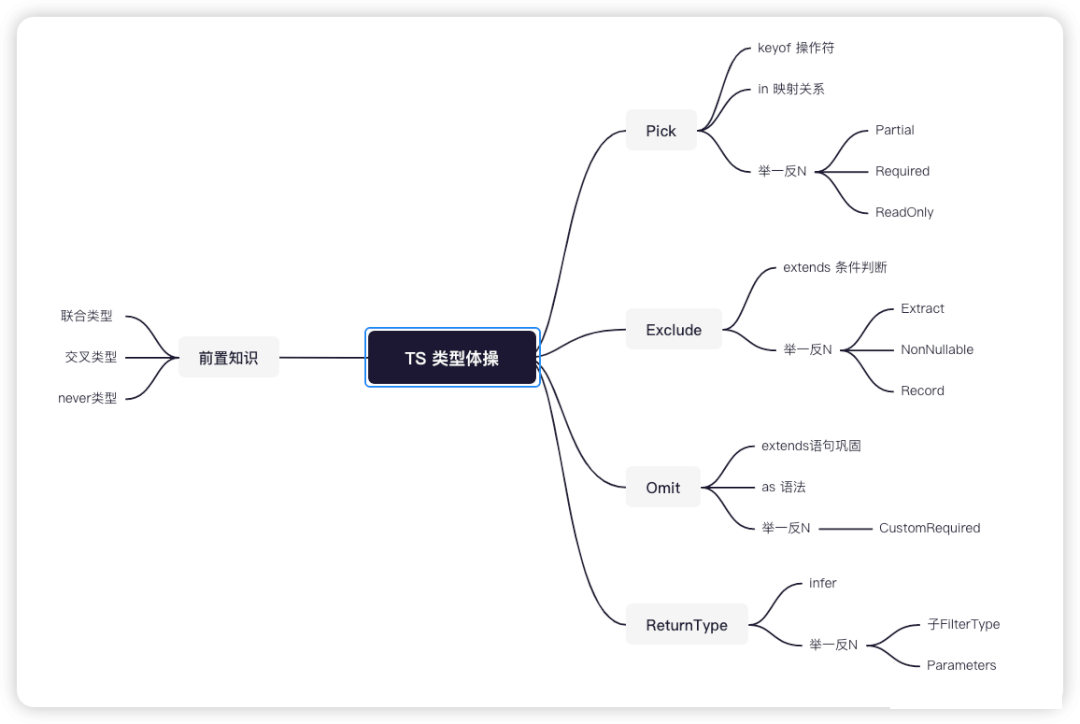 TS 类型体操
前置知识
联合类型
交叉类型
never类型
Pick
keyof 操作符
in 映射关系
举一反N
Partial
Required
ReadOnly
Exclude
extends 条件判断
举一反N
Extract
NonNullable
Record
Omit
extends语句巩固
as 语法
举一反N
CustomRequired
ReturnType
infer
举一反N
子FilterType
Parameters